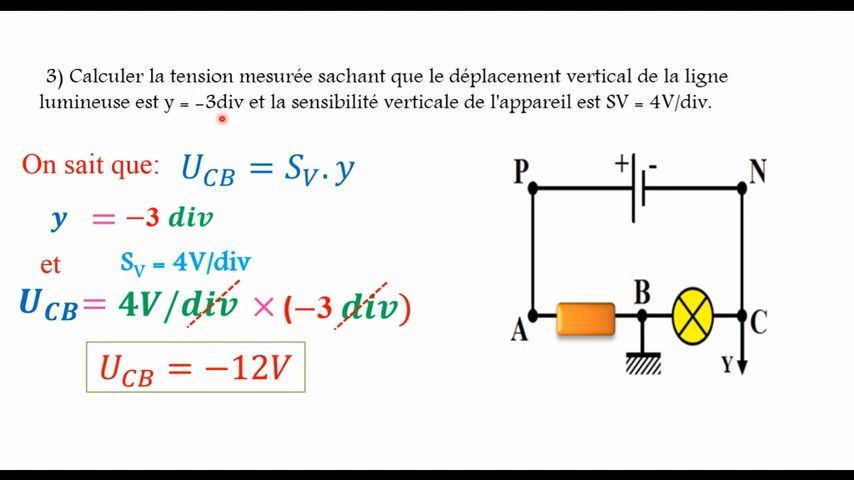 3) Calculer la tension mesurée sachant que le déplacement vertical de la ligne
lumineuse est y = -3div et la sensibilité verticale de l'appareil est SV = 4V/div.
On sait que: U_CB = S_V . y
y = -3 div
et S_V = 4V/div
U_CB = 4V/div × (-3 div)
U_CB = -12V
P + - N
A B C
Y